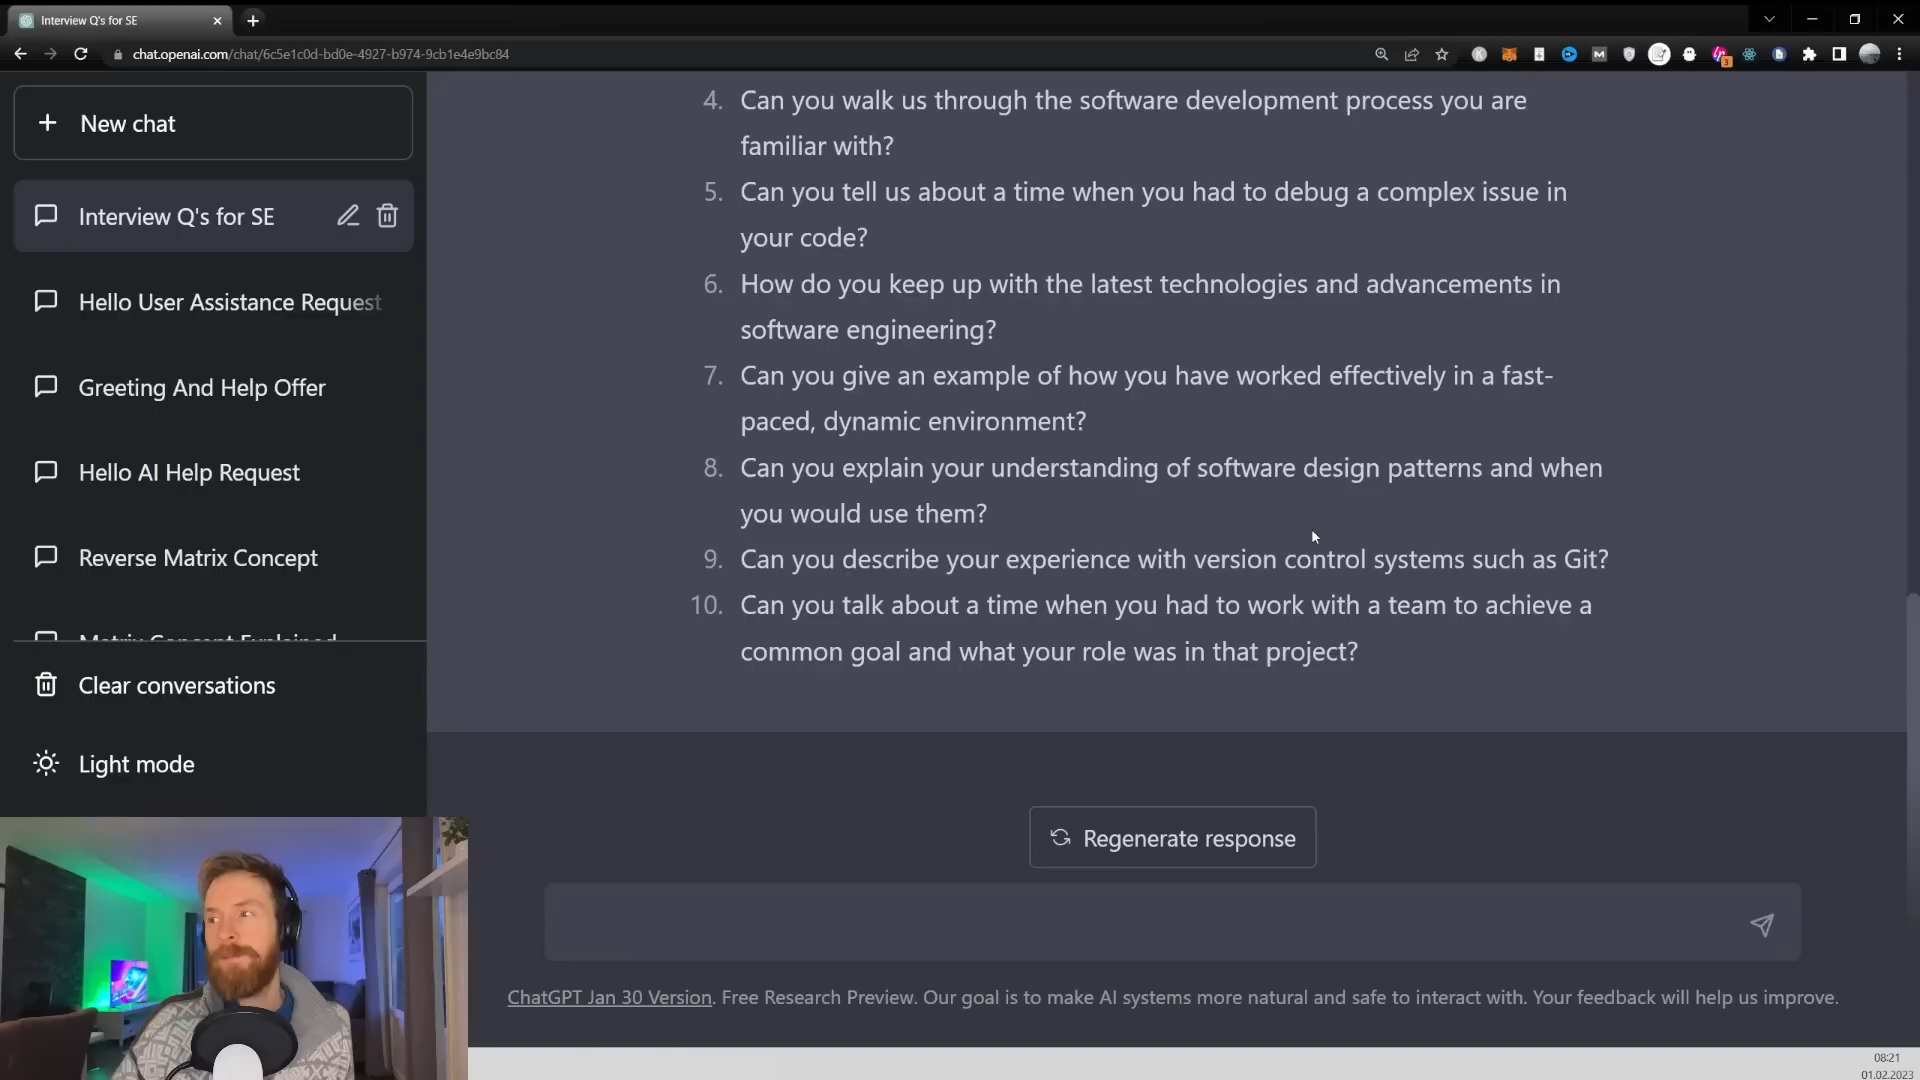 Interview Q's for SE
chat.openai.com/chat/6c5e1c0d-bd0e-4927-b974-9cb1e4e9bc84
3
New chat
Interview Q's for SE
Hello User Assistance Request
Greeting And Help Offer
Hello AI Help Request
Reverse Matrix Concept
Matrix Concept Explained
Clear conversations
Light mode
4. Can you walk us through the software development process you are
familiar with?
5. Can you tell us about a time when you had to debug a complex issue in
your code?
6. How do you keep up with the latest technologies and advancements in
software engineering?
7. Can you give an example of how you have worked effectively in a fast-
paced, dynamic environment?
8. Can you explain your understanding of software design patterns and when
you would use them?
9. Can you describe your experience with version control systems such as Git?
10. Can you talk about a time when you had to work with a team to achieve a
common goal and what your role was in that project?
Regenerate response
ChatGPT Jan 30 Version. Free Research Preview. Our goal is to make AI systems more natural and safe to interact with. Your feedback will help us improve.
08:21
01.02.2023